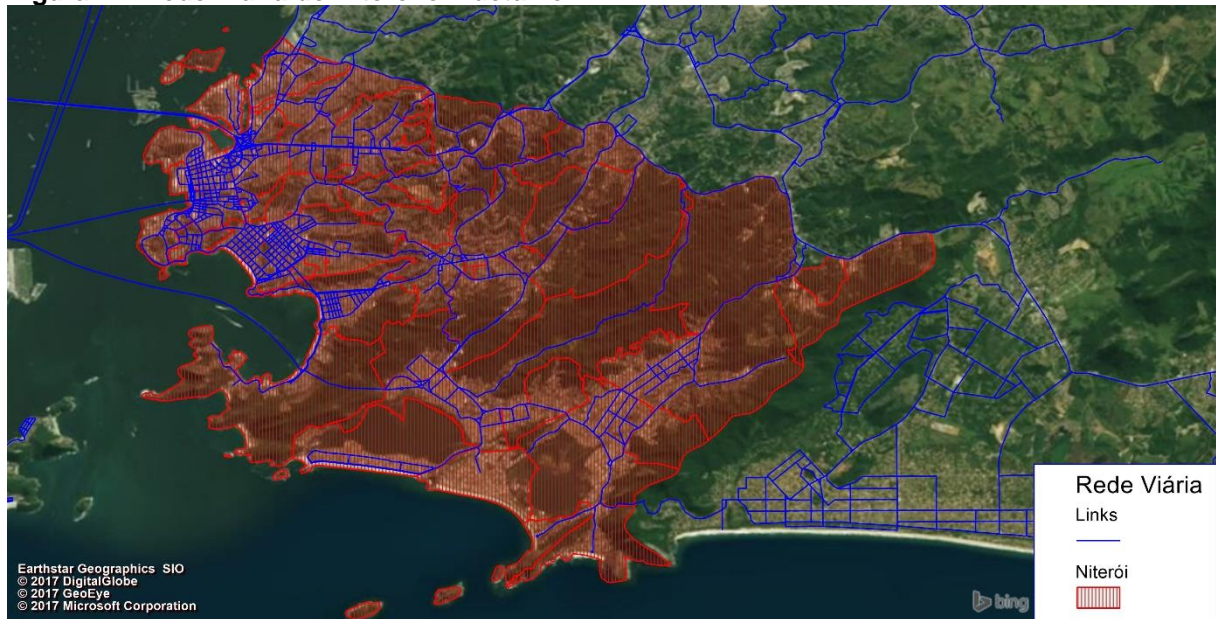 Rede Viária
Links
Niterói
Earthstar Geographics SIO
© 2017 DigitalGlobe
© 2017 GeoEye
© 2017 Microsoft Corporation
bing